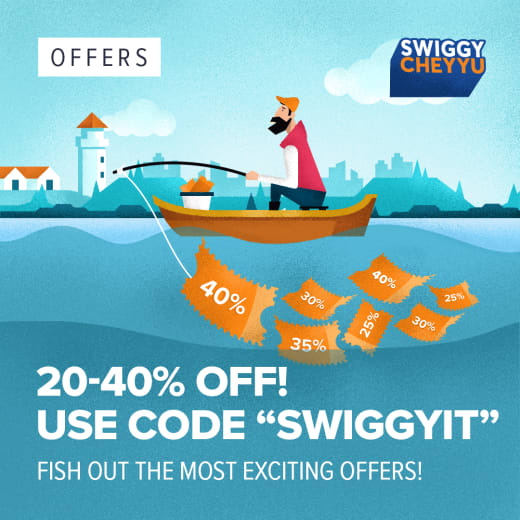 OFFERS
SWIGGY
CHEYYU
40%
30%
35%
40%
25%
25%
30%
20-40% OFF!
USE CODE “SWIGGYIT”
FISH OUT THE MOST EXCITING OFFERS!